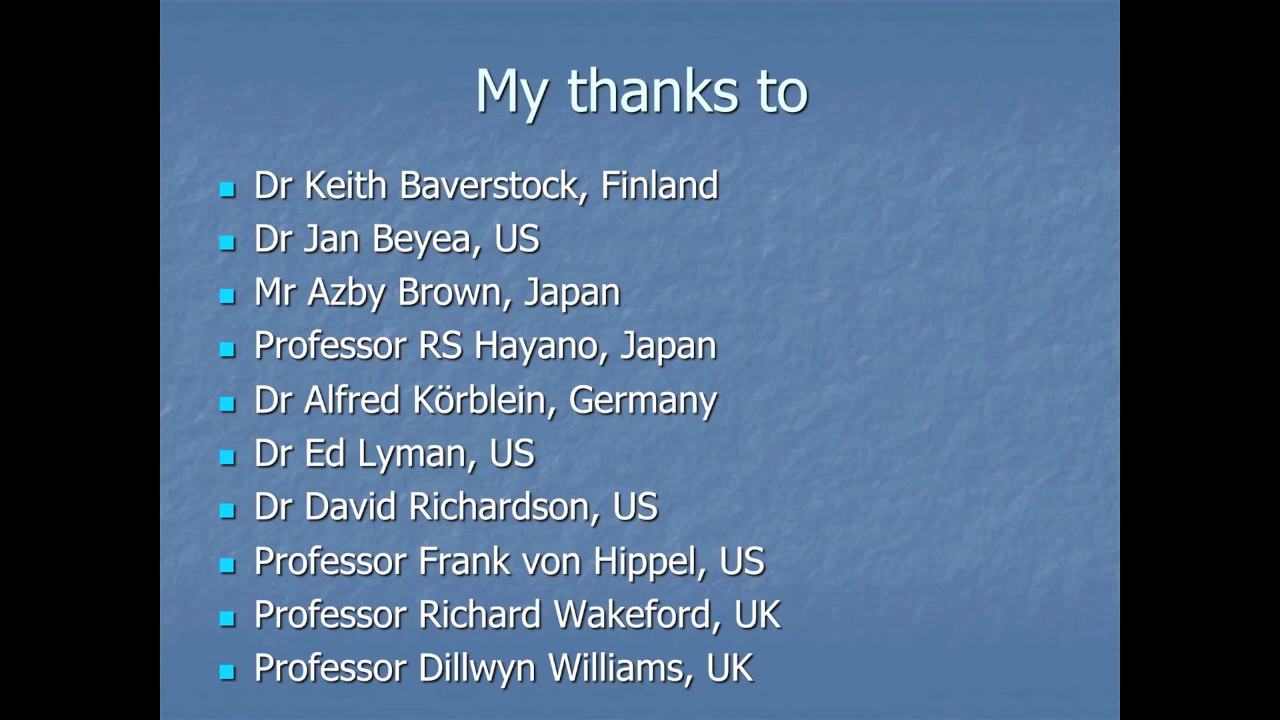 My thanks to
Dr Keith Baverstock, Finland
Dr Jan Beyea, US
Mr Azby Brown, Japan
Professor RS Hayano, Japan
Dr Alfred Körblein, Germany
Dr Ed Lyman, US
Dr David Richardson, US
Professor Frank von Hippel, US
Professor Richard Wakeford, UK
Professor Dillwyn Williams, UK